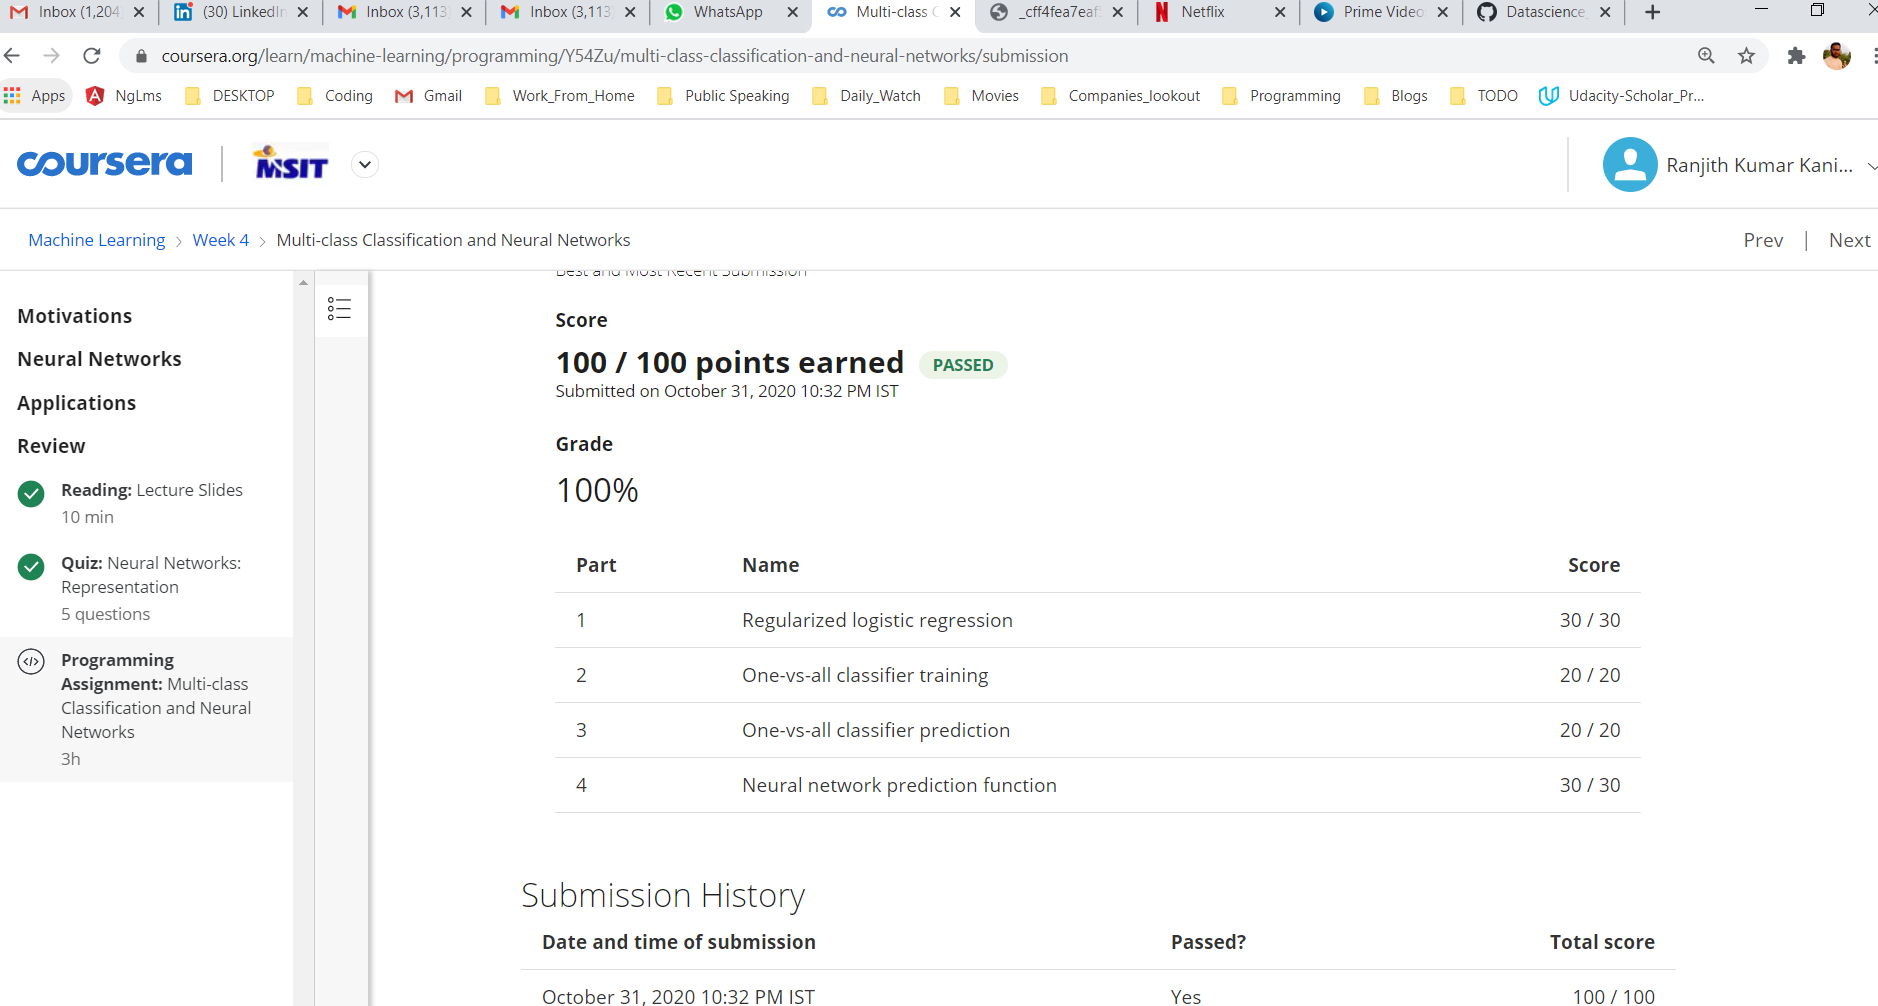 Inbox (1,204
(30) LinkedIn
Inbox (3,113
Inbox (3,113
WhatsApp
Multi-class C
_cff4fea7eaf
Netflix
Prime Video
Datascience_
coursera.org/learn/machine-learning/programming/Y54Zu/multi-class-classification-and-neural-networks/submission
Apps NgLms DESKTOP Coding Gmail Work_From_Home Public Speaking Daily_Watch Movies Companies_lookout Programming Blogs TODO Udacity-Scholar_Pr...
coursera MSIT Ranjith Kumar Kani...
Machine Learning > Week 4 > Multi-class Classification and Neural Networks
Prev | Next
Motivations
Neural Networks
Applications
Review
Reading: Lecture Slides
10 min
Quiz: Neural Networks:
Representation
5 questions
Programming
Assignment: Multi-class
Classification and Neural
Networks
3h
Best and Most Recent Submission
Score
100 / 100 points earned PASSED
Submitted on October 31, 2020 10:32 PM IST
Grade
100%
Part Name Score
1 Regularized logistic regression 30 / 30
2 One-vs-all classifier training 20 / 20
3 One-vs-all classifier prediction 20 / 20
4 Neural network prediction function 30 / 30
Submission History
Date and time of submission Passed? Total score
October 31, 2020 10:32 PM IST Yes 100 / 100